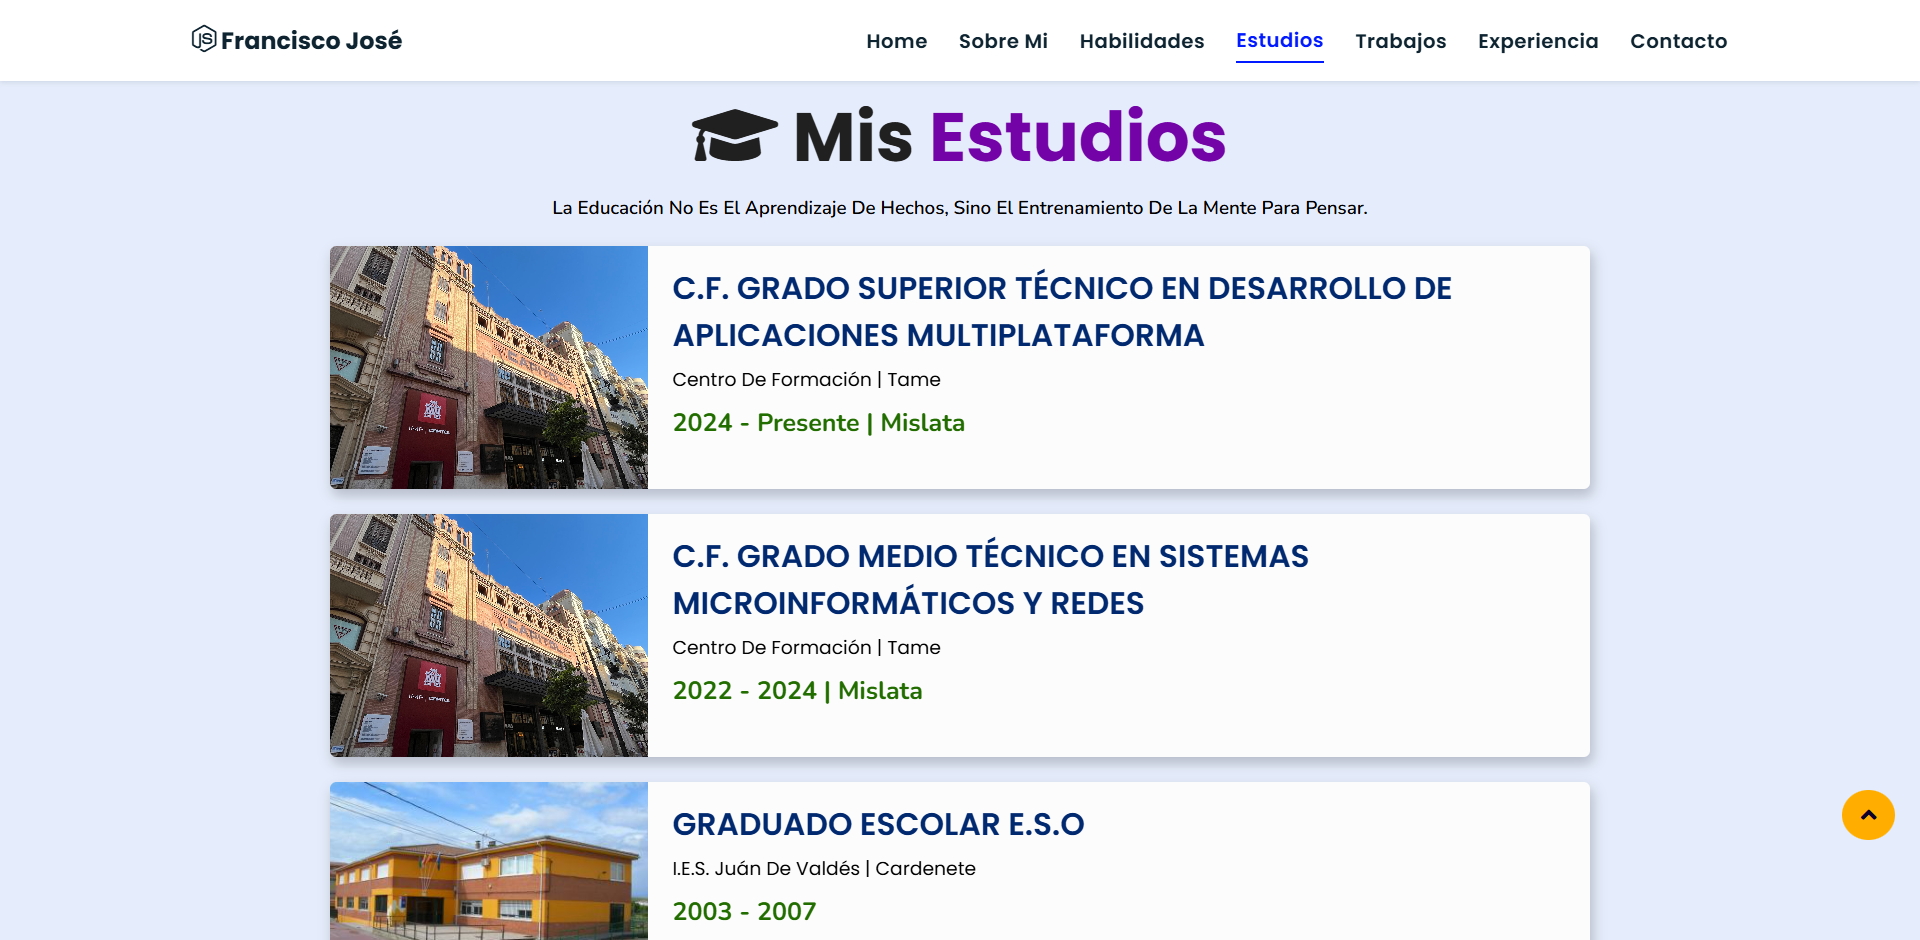 JS Francisco José
Home Sobre Mi Habilidades Estudios Trabajos Experiencia Contacto
Mis Estudios
La Educación No Es El Aprendizaje De Hechos, Sino El Entrenamiento De La Mente Para Pensar.
C.F. GRADO SUPERIOR TÉCNICO EN DESARROLLO DE
APLICACIONES MULTIPLATAFORMA
Centro De Formación | Tame
2024 - Presente | Mislata
C.F. GRADO MEDIO TÉCNICO EN SISTEMAS
MICROINFORMÁTICOS Y REDES
Centro De Formación | Tame
2022 - 2024 | Mislata
GRADUADO ESCOLAR E.S.O
I.E.S. Juán De Valdés | Cardenete
2003 - 2007